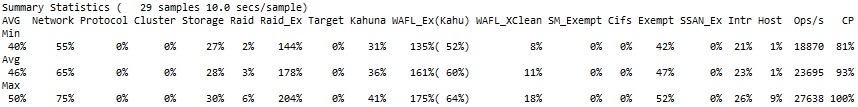 Summary Statistics (   29 samples 10.0 secs/sample)
AVG  Network Protocol Cluster Storage Raid Raid_Ex Target Kahuna WAFL_Ex(Kahu) WAFL_XClean SM_Exempt Cifs Exempt SSAN_Ex Intr Host  Ops/s   CP
Min
 40%    55%       0%      0%     27%   2%    144%     0%    31%    135%( 52%)          8%        0%   0%    42%      0%  21%   1%  18870  81%
Avg
 46%    65%       0%      0%     28%   3%    178%     0%    36%    161%( 60%)         11%        0%   0%    47%      0%  23%   1%  23695  93%
Max
 50%    75%       0%      0%     30%   6%    204%     0%    41%    175%( 64%)         18%        0%   0%    52%      0%  26%   9%  27638 100%